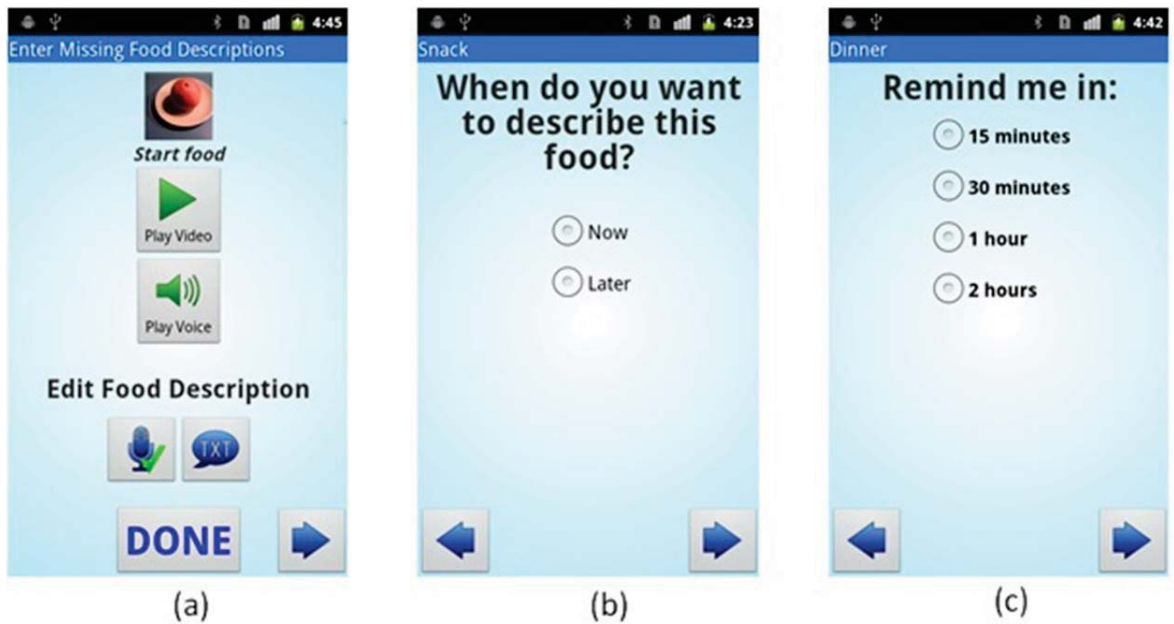 4:45
Enter Missing Food Descriptions
Start food
Play Video
Play Voice
Edit Food Description
TXT
DONE
(a)
4:23
Snack
When do you want
to describe this
food?
Now
Later
(b)
4:42
Dinner
Remind me in:
15 minutes
30 minutes
1 hour
2 hours
(c)